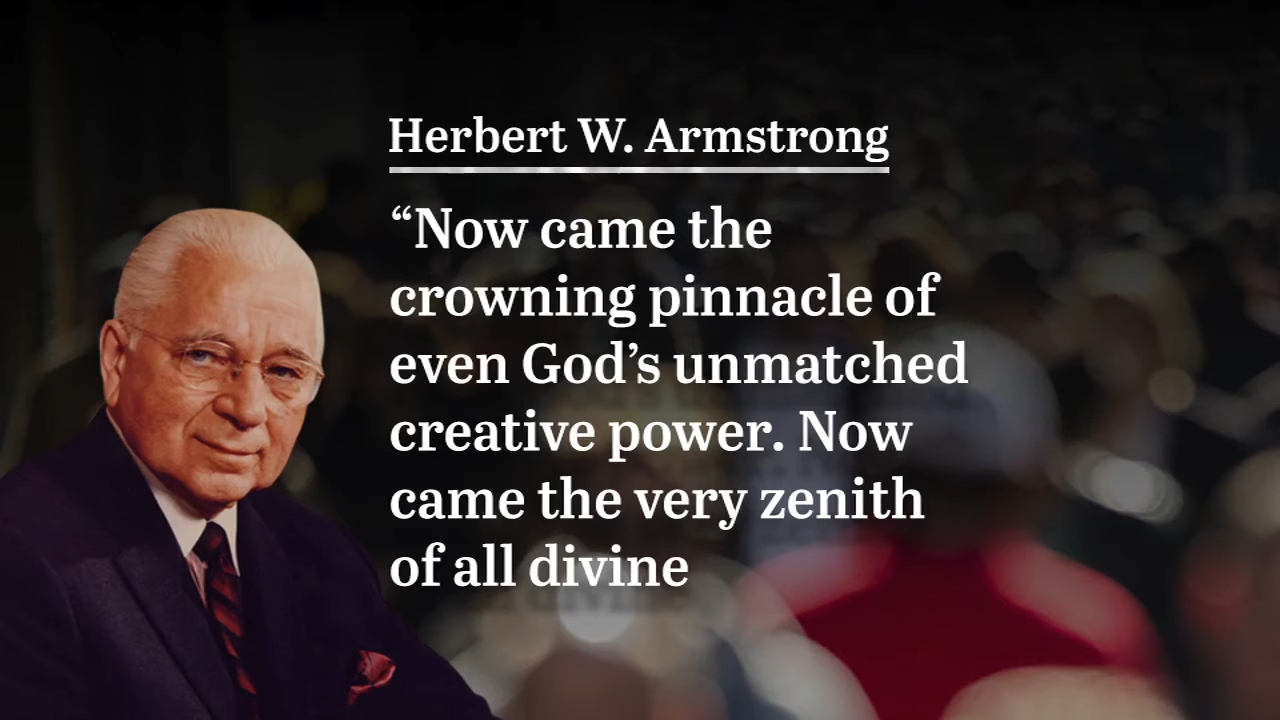 Herbert W. Armstrong
“Now came the
crowning pinnacle of
even God’s unmatched
creative power. Now
came the very zenith
of all divine